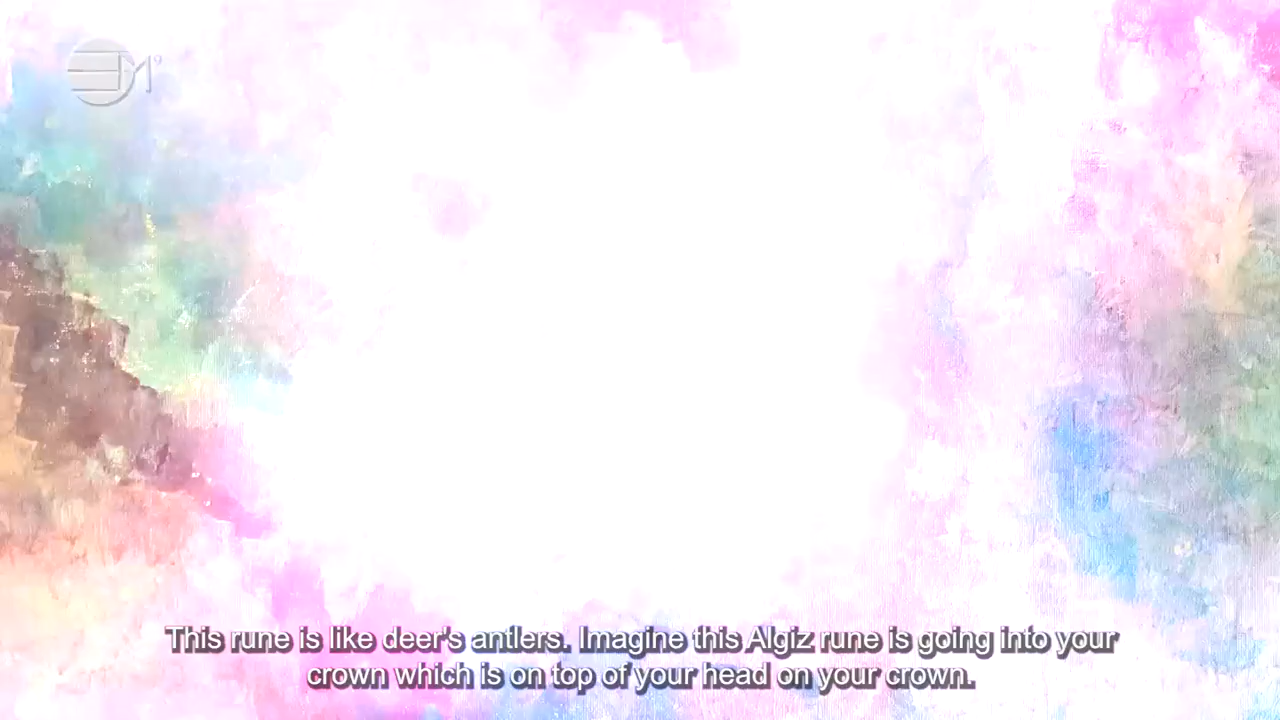 This rune is like deer's antlers. Imagine this Algiz rune is going into your
crown which is on top of your head on your crown.